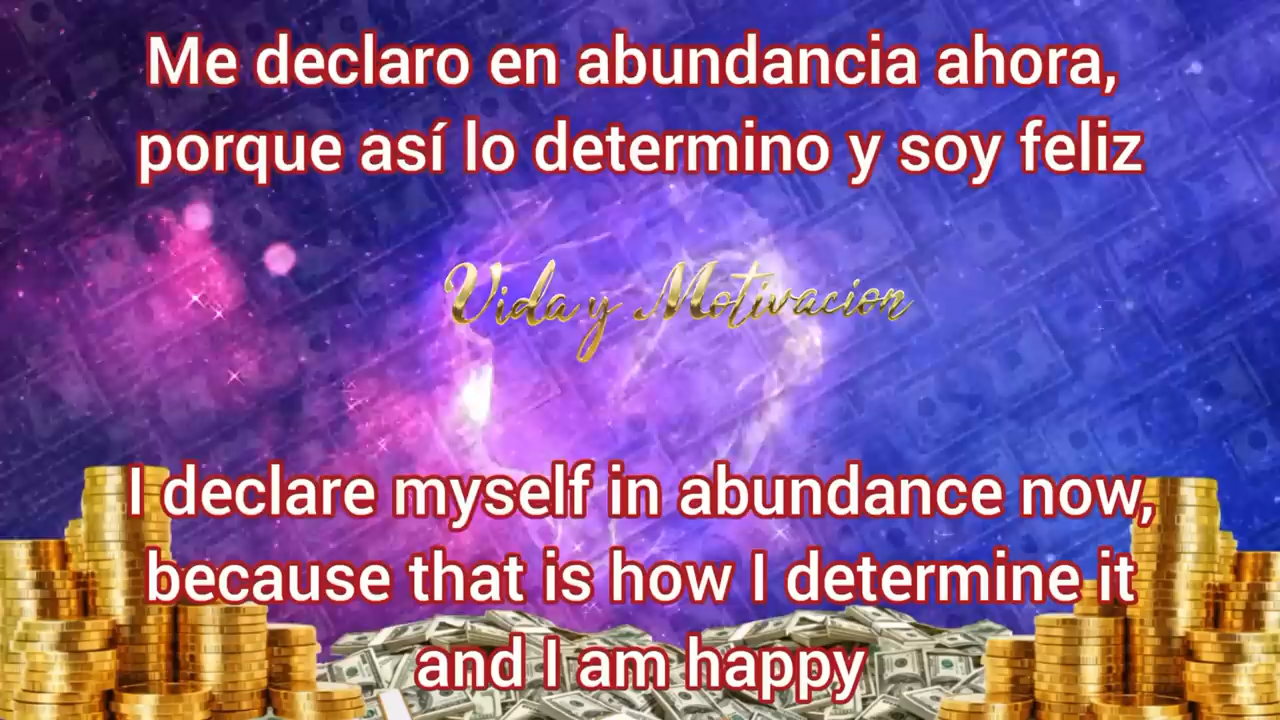 Me declaro en abundancia ahora,
porque así lo determino y soy feliz
Vida y Motivacion
I declare myself in abundance now,
because that is how I determine it
and I am happy